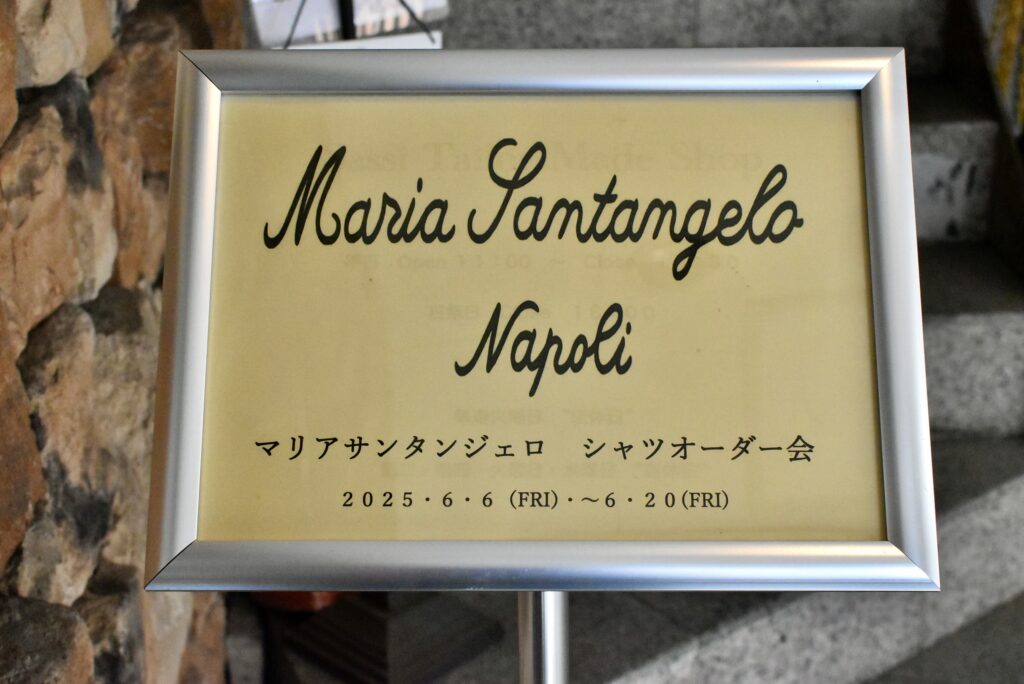 Maria Santangelo
Napoli
マリアサンタンジェロ　シャツオーダー会
２０２５・６・６ (FRI)・～６・２０(FRI)